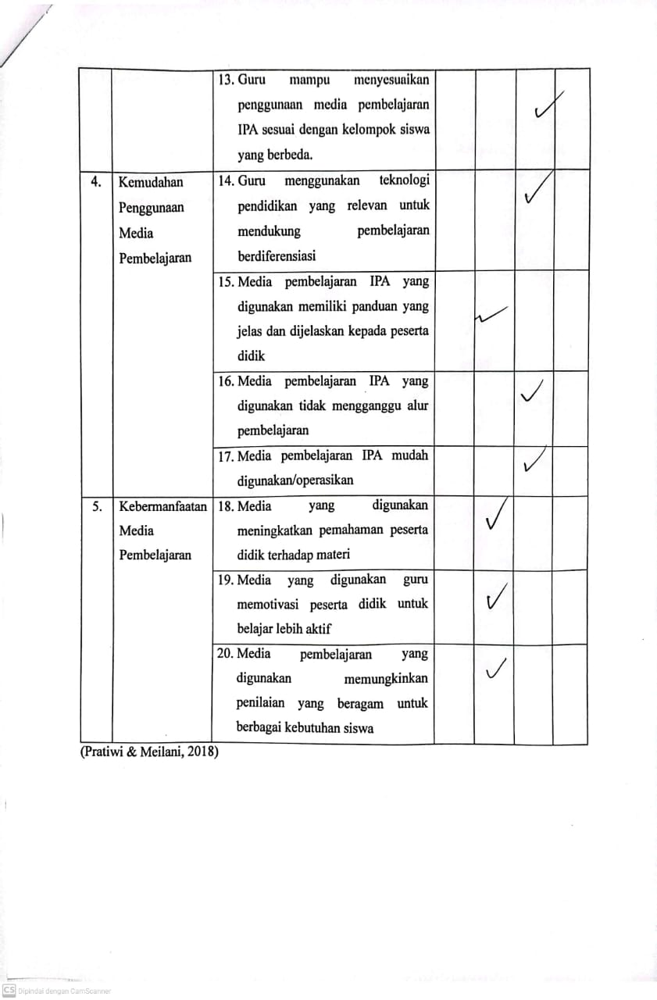 13. Guru mampu menyesuaikan
penggunaan media pembelajaran
IPA sesuai dengan kelompok siswa
yang berbeda.
✓
4. Kemudahan
Penggunaan
Media
Pembelajaran
14. Guru menggunakan teknologi
pendidikan yang relevan untuk
mendukung pembelajaran
berdiferensiasi
✓
15. Media pembelajaran IPA yang
digunakan memiliki panduan yang
jelas dan dijelaskan kepada peserta
didik
✓
16. Media pembelajaran IPA yang
digunakan tidak mengganggu alur
pembelajaran
✓
17. Media pembelajaran IPA mudah
digunakan/operasikan
✓
5. Kebermanfaatan
Media
Pembelajaran
18. Media yang digunakan
meningkatkan pemahaman peserta
didik terhadap materi
✓
19. Media yang digunakan guru
memotivasi peserta didik untuk
belajar lebih aktif
✓
20. Media pembelajaran yang
digunakan memungkinkan
penilaian yang beragam untuk
berbagai kebutuhan siswa
✓
(Pratiwi & Meilani, 2018)
CS Dipindai dengan CamScanner